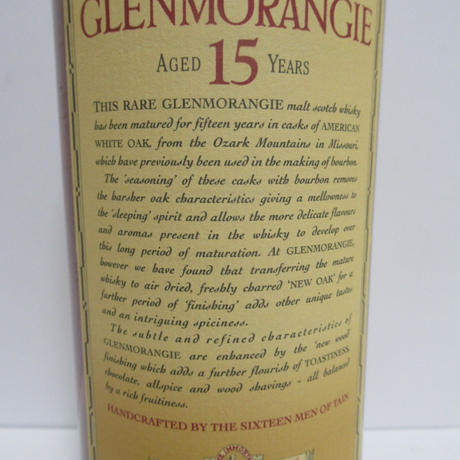 GLENMORANGIE
AGED 15 YEARS
THIS RARE GLENMORANGIE malt scotch whisky
has been matured for fifteen years in casks of AMERICAN
WHITE OAK, from the Ozark Mountains in Missouri,
which have previously been used in the making of bourbon.
The 'seasoning' of these casks with bourbon removes
the harsher oak characteristics giving a mellowness to
the 'sleeping' spirit and allows the more delicate flavours
and aromas present in the whisky to develop over
this long period of maturation. At GLENMORANGIE,
however we have found that transferring the mature
whisky to air dried, freshly charred 'NEW OAK' for a
further period of 'finishing' adds other unique tastes
and an intriguing spiciness.
The subtle and refined characteristics of
GLENMORANGIE are enhanced by the 'new wood'
finishing which adds a further flourish of TOASTINESS,
chocolate, allspice and wood shavings - all balanced
by a rich fruitiness.
HANDCRAFTED BY THE SIXTEEN MEN OF TAIN